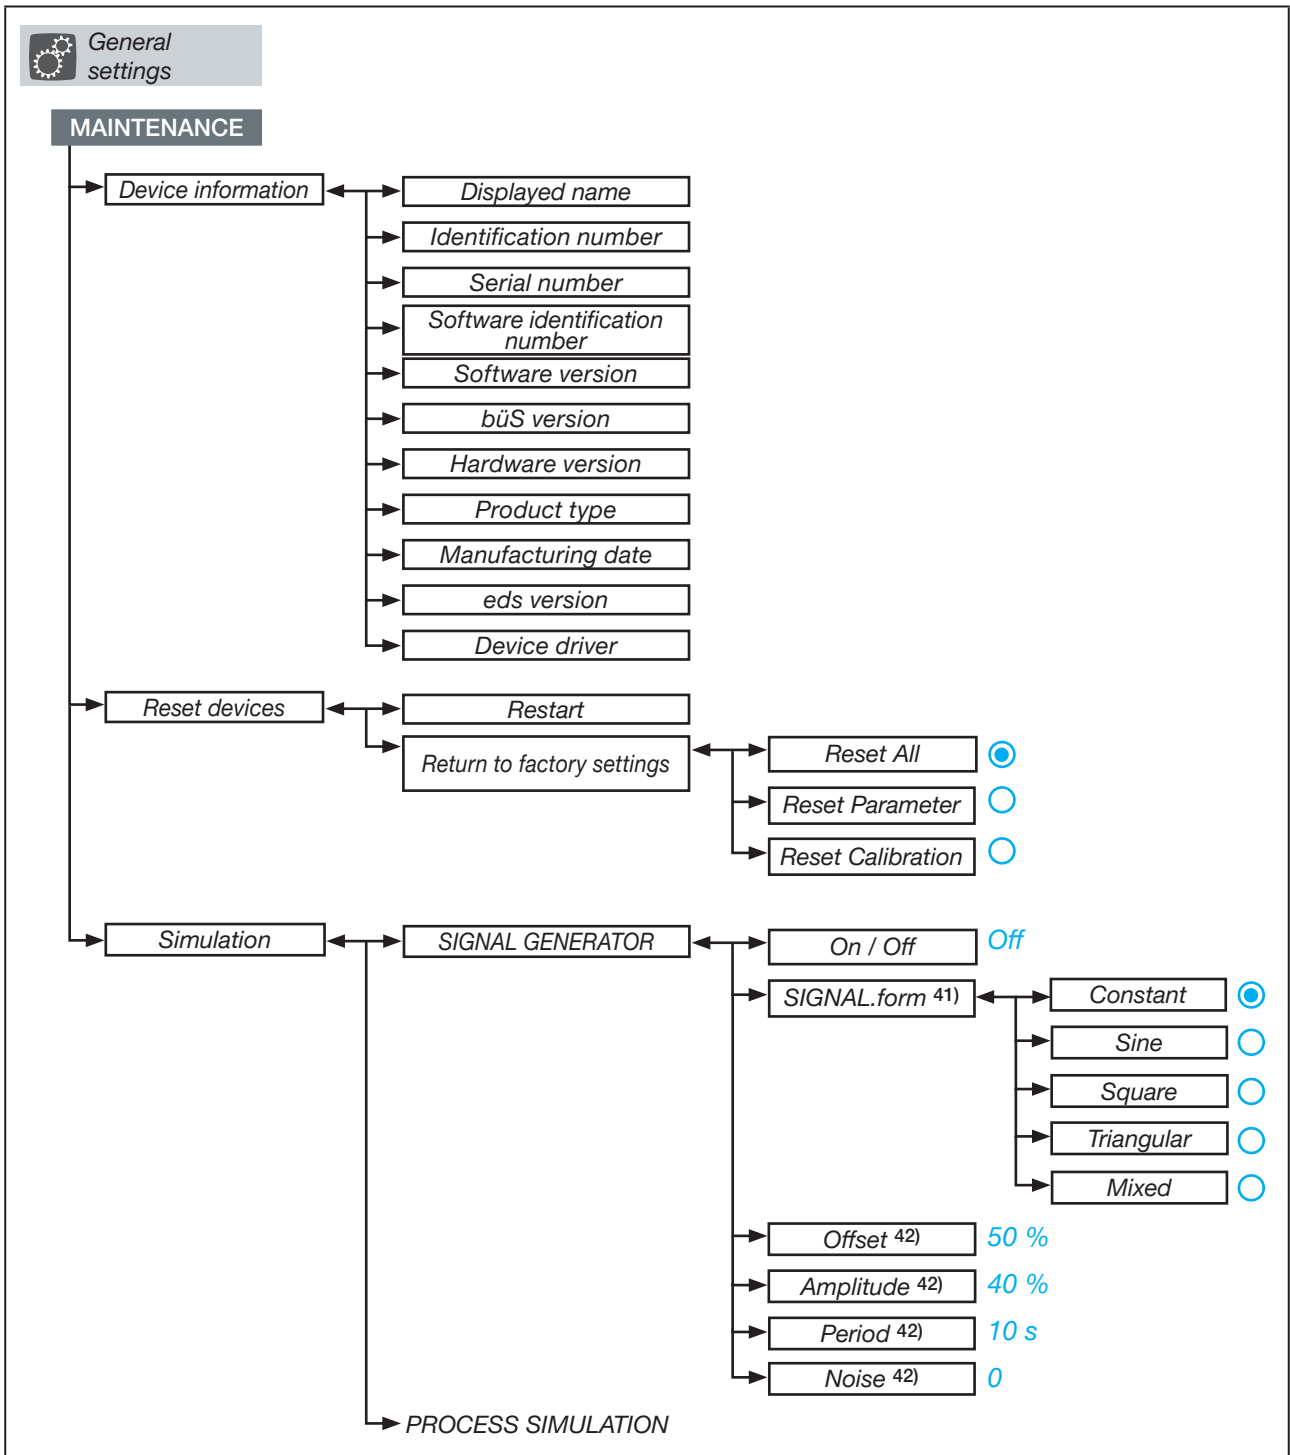 General
settings
MAINTENANCE
Device information
Displayed name
Identification number
Serial number
Software identification
number
Software version
büS version
Hardware version
Product type
Manufacturing date
eds version
Device driver
Reset devices
Restart
Return to factory settings
Reset All
Reset Parameter
Reset Calibration
Simulation
SIGNAL GENERATOR
On / Off Off
SIGNAL.form 41)
Constant
Sine
Square
Triangular
Mixed
Offset 42) 50 %
Amplitude 42) 40 %
Period 42) 10 s
Noise 42) 0
PROCESS SIMULATION